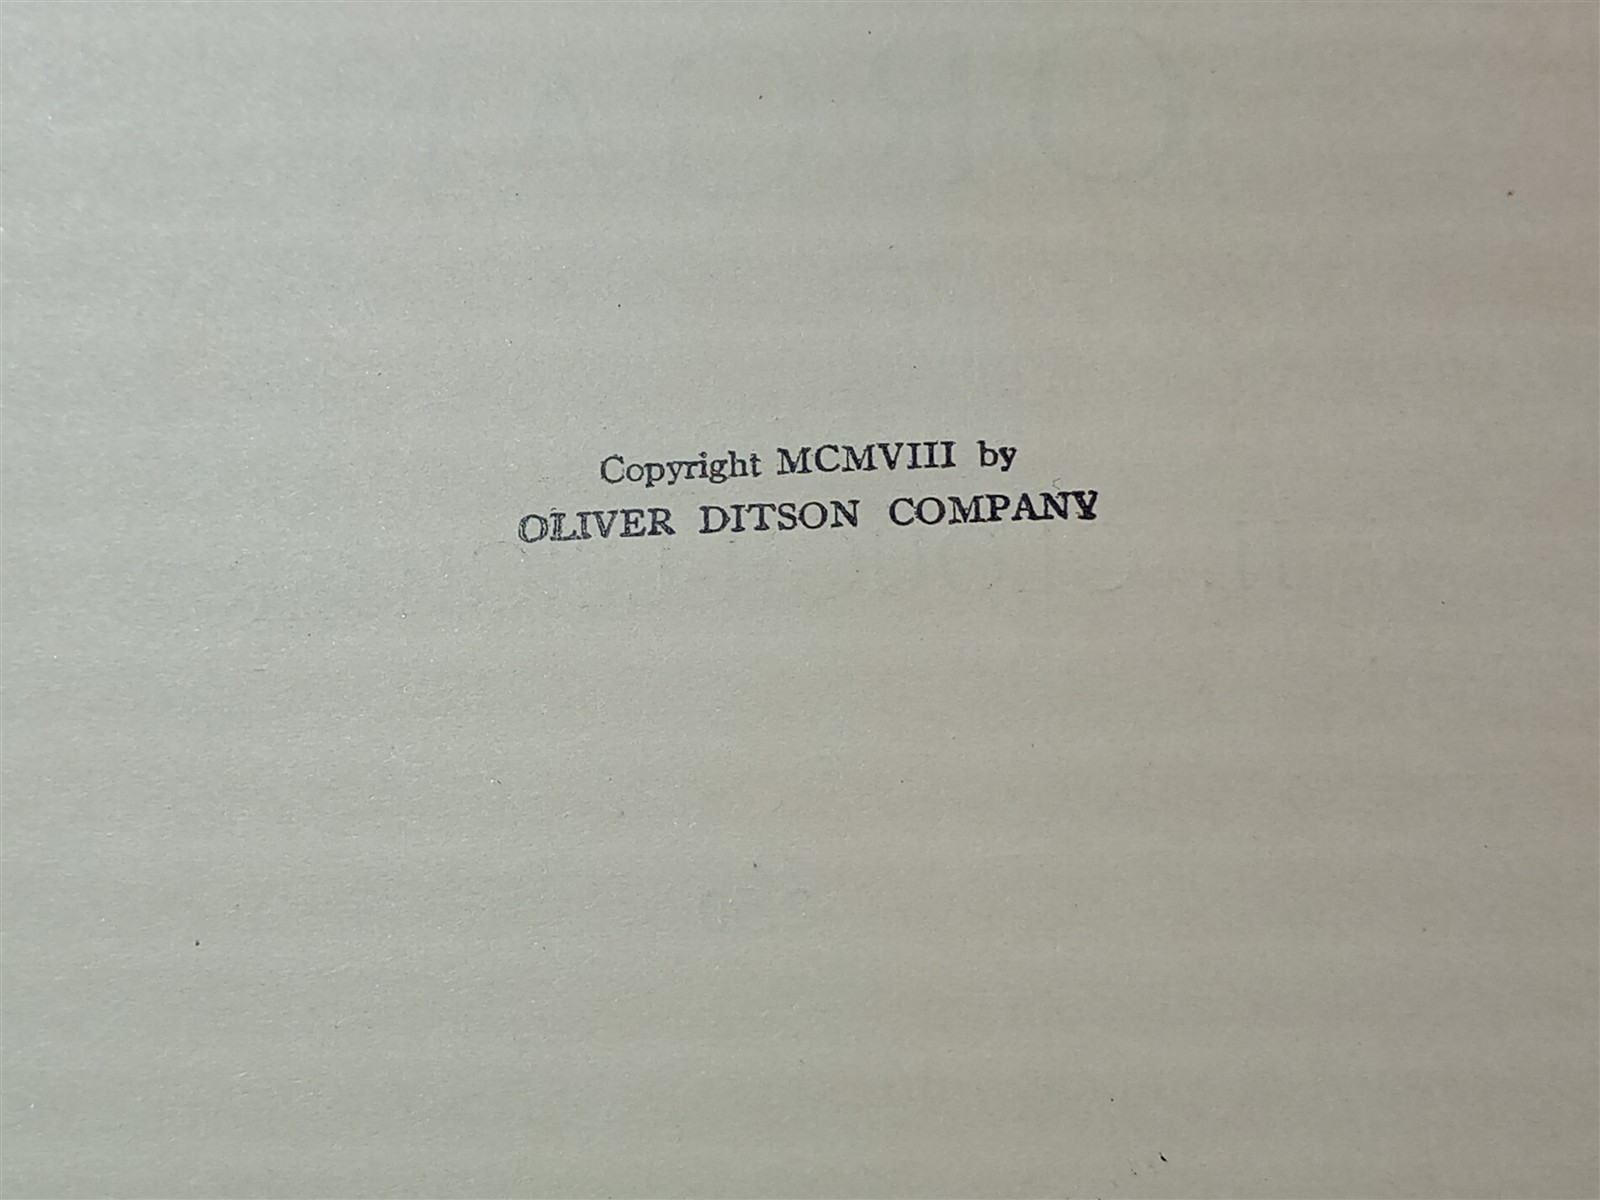 Copyright MCMVIII by
OLIVER DITSON COMPANY